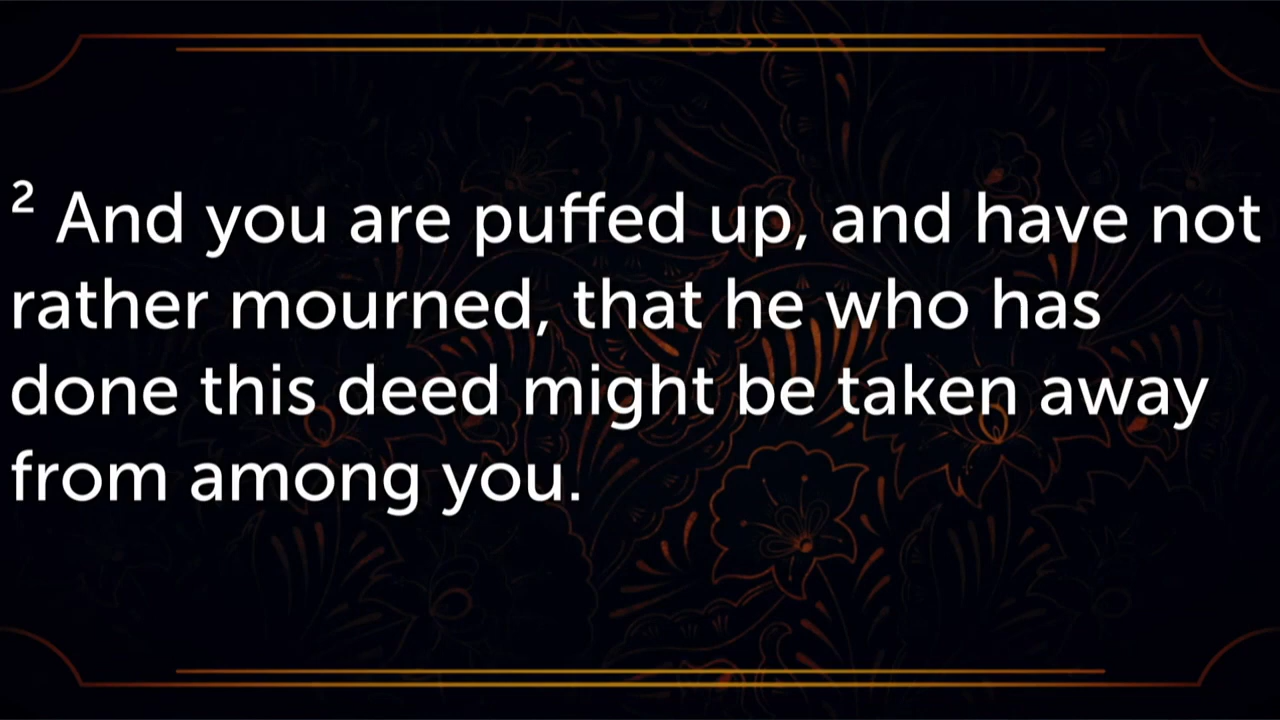 ² And you are puffed up, and have not
rather mourned, that he who has
done this deed might be taken away
from among you.